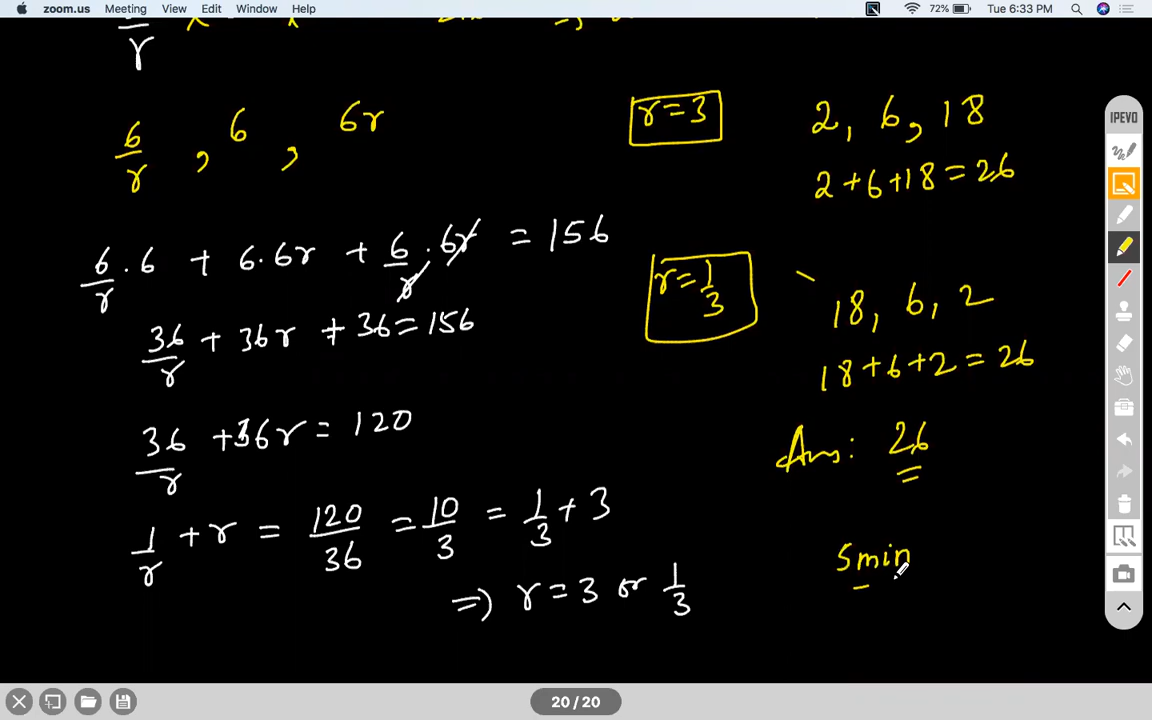 zoom.us Meeting View Edit Window Help 72% Tue 6:33 PM
r
6/r , 6 , 6r
6/r . 6 + 6.6r + 6/r . 6r = 156
36/r + 36r + 36 = 156
36/r + 36r = 120
1/r + r = 120/36 = 10/3 = 1/3 + 3
=) r = 3 or 1/3
r = 3
2, 6, 18
2 + 6 + 18 = 26
r = 1/3
18, 6, 2
18 + 6 + 2 = 26
Ans: 26
5min
IPEVO
20 / 20